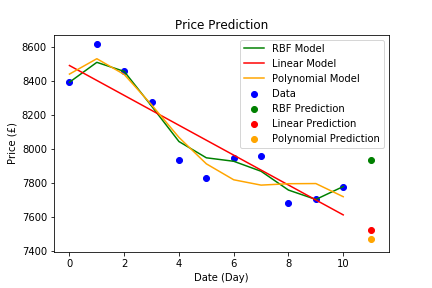 Price Prediction
RBF Model
Linear Model
Polynomial Model
Data
RBF Prediction
Linear Prediction
Polynomial Prediction
Price (£)
8600
8400
8200
8000
7800
7600
7400
0 2 4 6 8 10
Date (Day)